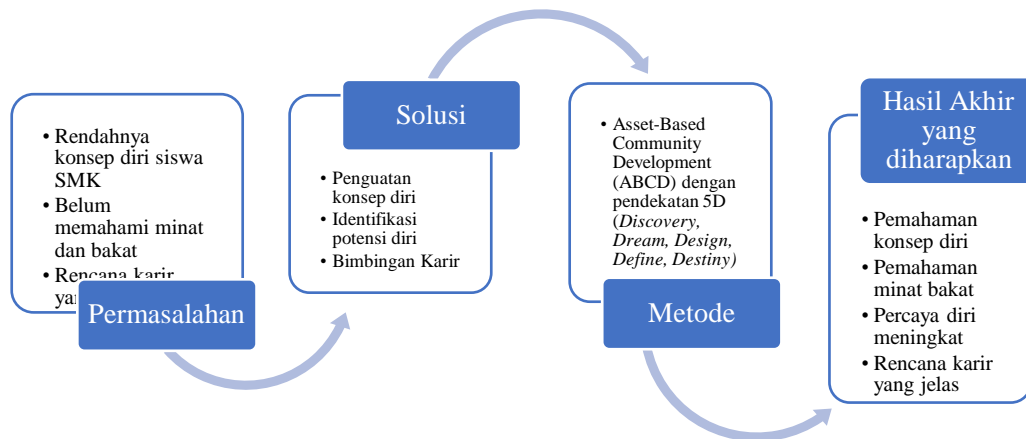 • Rendahnya
konsep diri siswa
SMK
• Belum
memahami minat
dan bakat
• Rencana karir
Permasalahan
Solusi
• Penguatan
konsep diri
• Identifikasi
potensi diri
• Bimbingan Karir
• Asset-Based
Community
Development
(ABCD) dengan
pendekatan 5D
(Discovery,
Dream, Design,
Define, Destiny)
Metode
Hasil Akhir
yang
diharapkan
• Pemahaman
konsep diri
• Pemahaman
minat bakat
• Percaya diri
meningkat
• Rencana karir
yang jelas